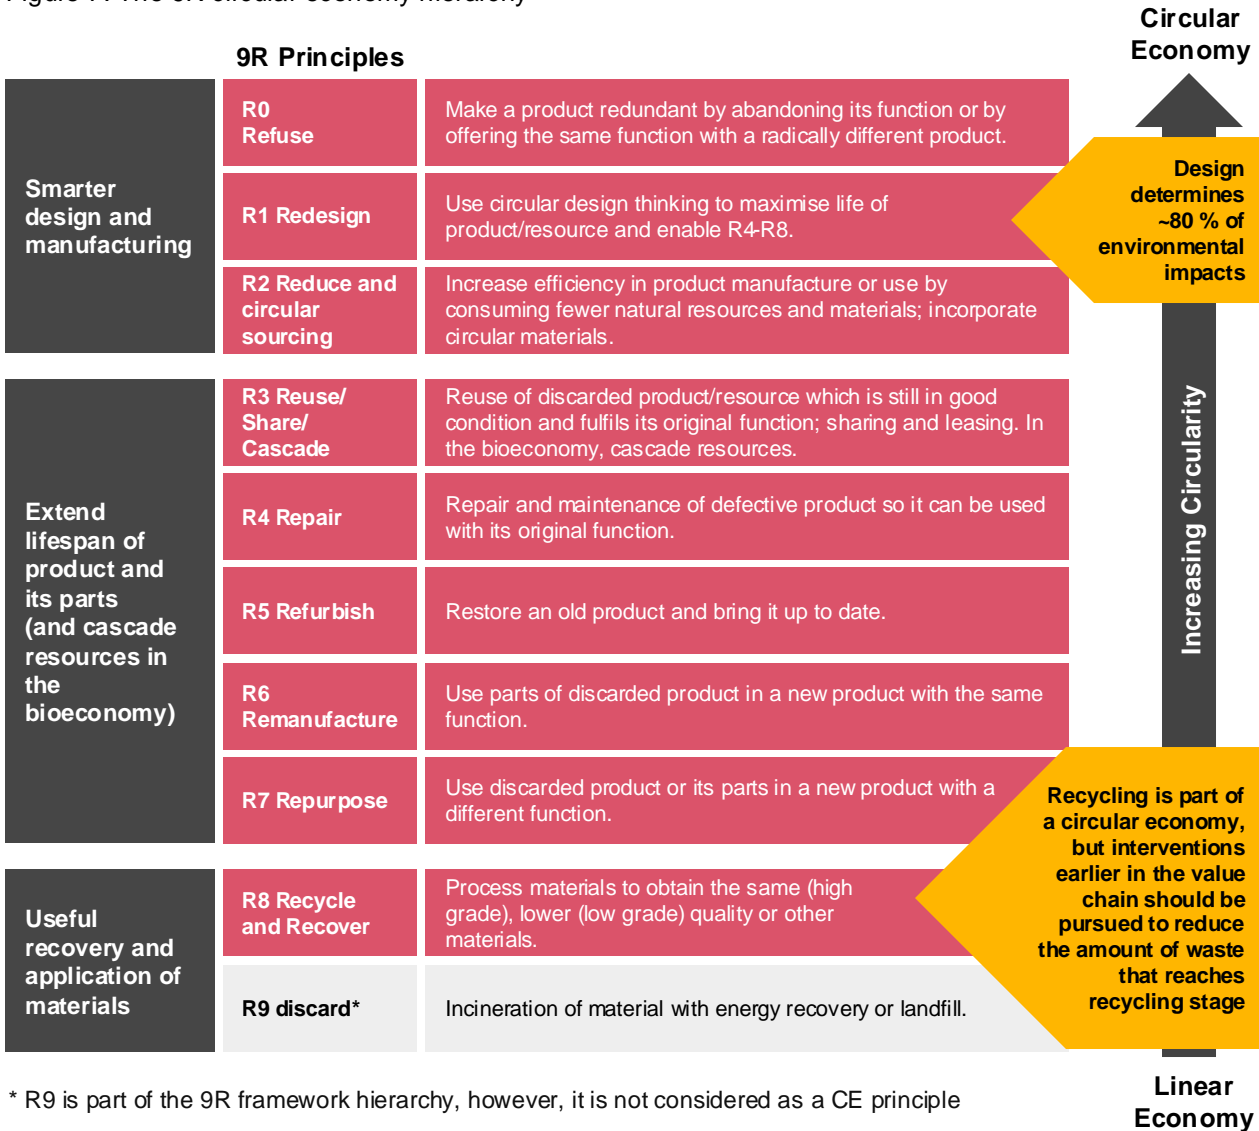 Circular
Economy
9R Principles
Smarter
design and
manufacturing
R0
Refuse
Make a product redundant by abandoning its function or by
offering the same function with a radically different product.
R1 Redesign
Use circular design thinking to maximise life of
product/resource and enable R4-R8.
R2 Reduce and
circular
sourcing
Increase efficiency in product manufacture or use by
consuming fewer natural resources and materials; incorporate
circular materials.
Design
determines
~80 % of
environmental
impacts
Extend
lifespan of
product and
its parts
(and cascade
resources in
the
bioeconomy)
R3 Reuse/
Share/
Cascade
Reuse of discarded product/resource which is still in good
condition and fulfils its original function; sharing and leasing. In
the bioeconomy, cascade resources.
R4 Repair
Repair and maintenance of defective product so it can be used
with its original function.
R5 Refurbish
Restore an old product and bring it up to date.
R6
Remanufacture
Use parts of discarded product in a new product with the same
function.
R7 Repurpose
Use discarded product or its parts in a new product with a
different function.
Increasing Circularity
Useful
recovery and
application of
materials
R8 Recycle
and Recover
Process materials to obtain the same (high
grade), lower (low grade) quality or other
materials.
R9 discard*
Incineration of material with energy recovery or landfill.
Recycling is part of
a circular economy,
but interventions
earlier in the value
chain should be
pursued to reduce
the amount of waste
that reaches
recycling stage
Linear
Economy
* R9 is part of the 9R framework hierarchy, however, it is not considered as a CE principle